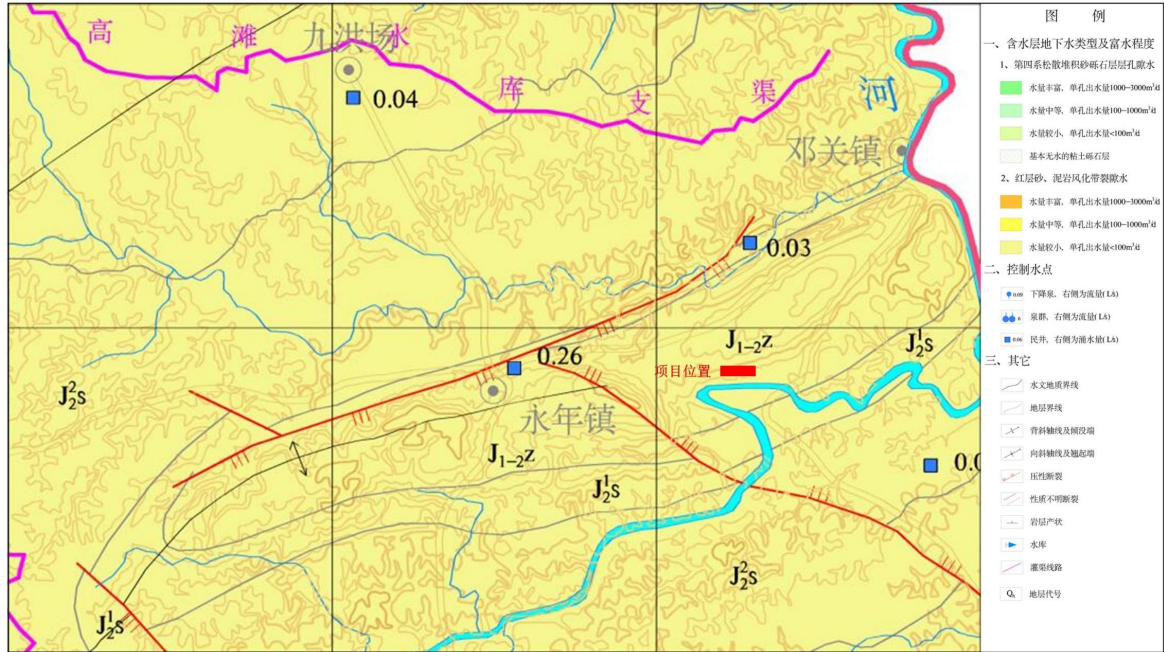 高 滩 水 库 支 渠
九洪场
0.04
河
邓关镇
0.03
J₁₋₂z
J₂¹s
项目位置
0.26
J₂²s
永年镇
J₁₋₂z
J₂¹s
J₂²s
J₂¹s
图 例
一、含水层地下水类型及富水程度
1、第四系松散堆积砂砾石层层孔隙水
水量丰富，单孔出水量1000-3000m³/d
水量中等，单孔出水量100-1000m³/d
水量较小，单孔出水量<100m³/d
基本无水的粘土砾石层
2、红层砂、泥岩风化带裂隙水
水量丰富，单孔出水量1000-3000m³/d
水量中等，单孔出水量100-1000m³/d
水量较小，单孔出水量<100m³/d
二、控制水点
0.09 下降泉，右侧为流量(L/s)
泉群，右侧为流量(L/s)
0.06 民井，右侧为涌水量(L/s)
三、其它
水文地质界线
地层界线
背斜轴线及倾没端
向斜轴线及翘起端
压性断裂
性质不明断裂
岩层产状
水库
灌渠线路
地层代号